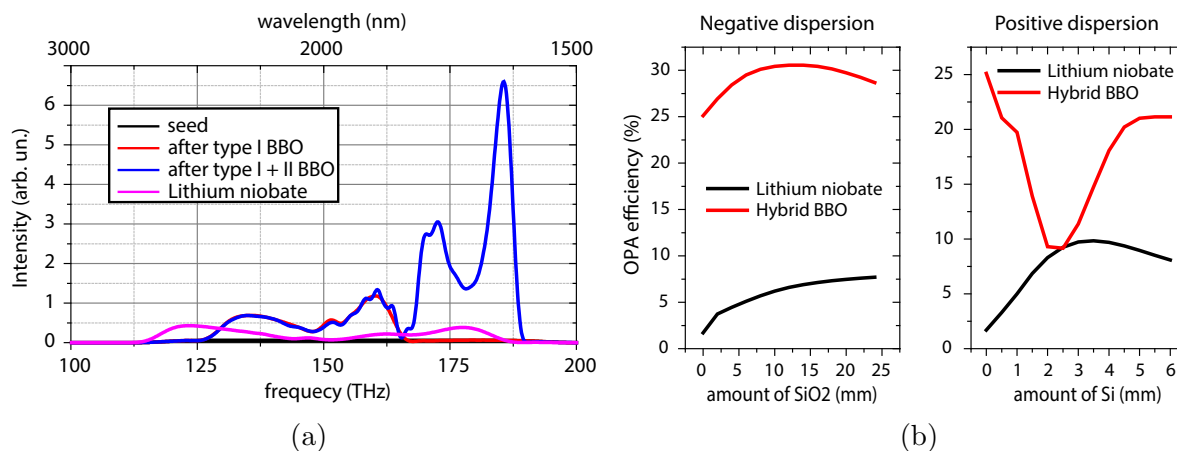 wavelength (nm)
3000 2000 1500
Intensity (arb. un.)
6
5
4
3
2
1
0
seed
after type I BBO
after type I + II BBO
Lithium niobate
100 125 150 175 200
frequecy (THz)
(a)
Negative dispersion
OPA efficiency (%)
30
25
20
15
10
5
0
Lithium niobate
Hybrid BBO
0 5 10 15 20 25
amount of SiO2 (mm)
Positive dispersion
25
20
15
10
5
0
Lithium niobate
Hybrid BBO
0 1 2 3 4 5 6
amount of Si (mm)
(b)